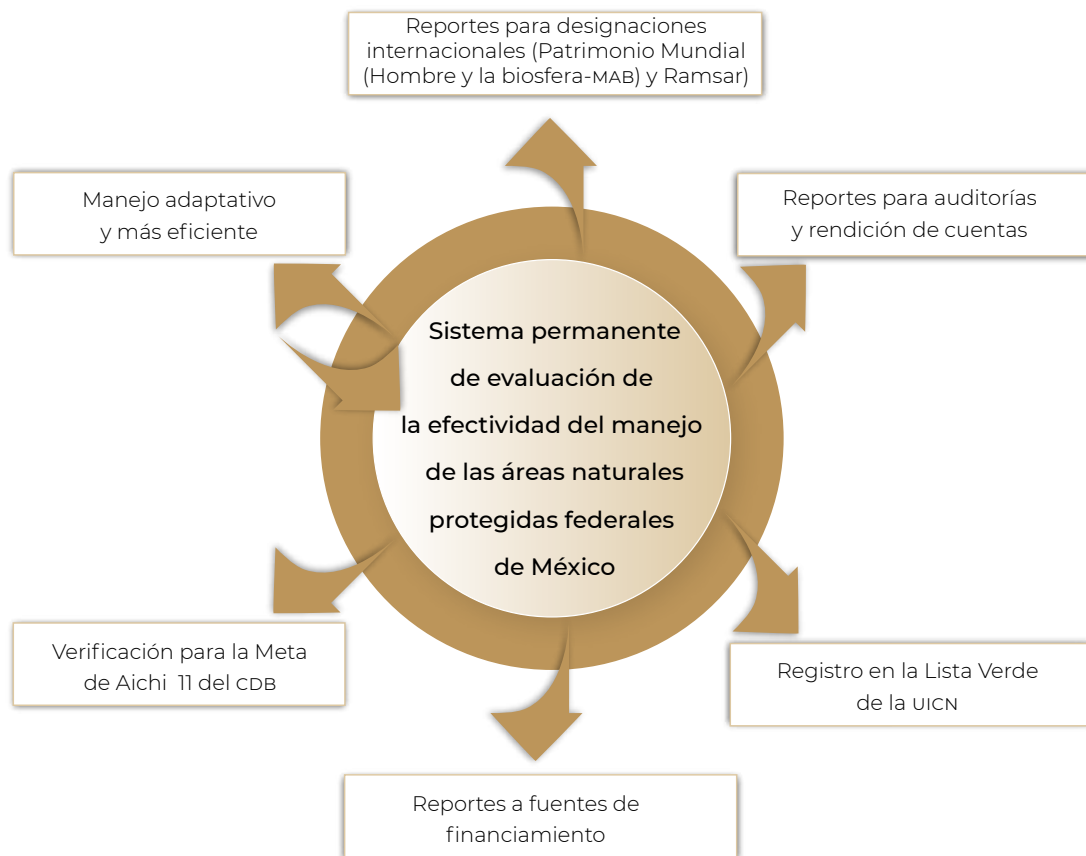 Reportes para designaciones
internacionales (Patrimonio Mundial
(Hombre y la biosfera-MAB) y Ramsar)
Manejo adaptativo
y más eficiente
Reportes para auditorías
y rendición de cuentas
Sistema permanente
de evaluación de
la efectividad del manejo
de las áreas naturales
protegidas federales
de México
Verificación para la Meta
de Aichi 11 del CDB
Registro en la Lista Verde
de la UICN
Reportes a fuentes de
financiamiento